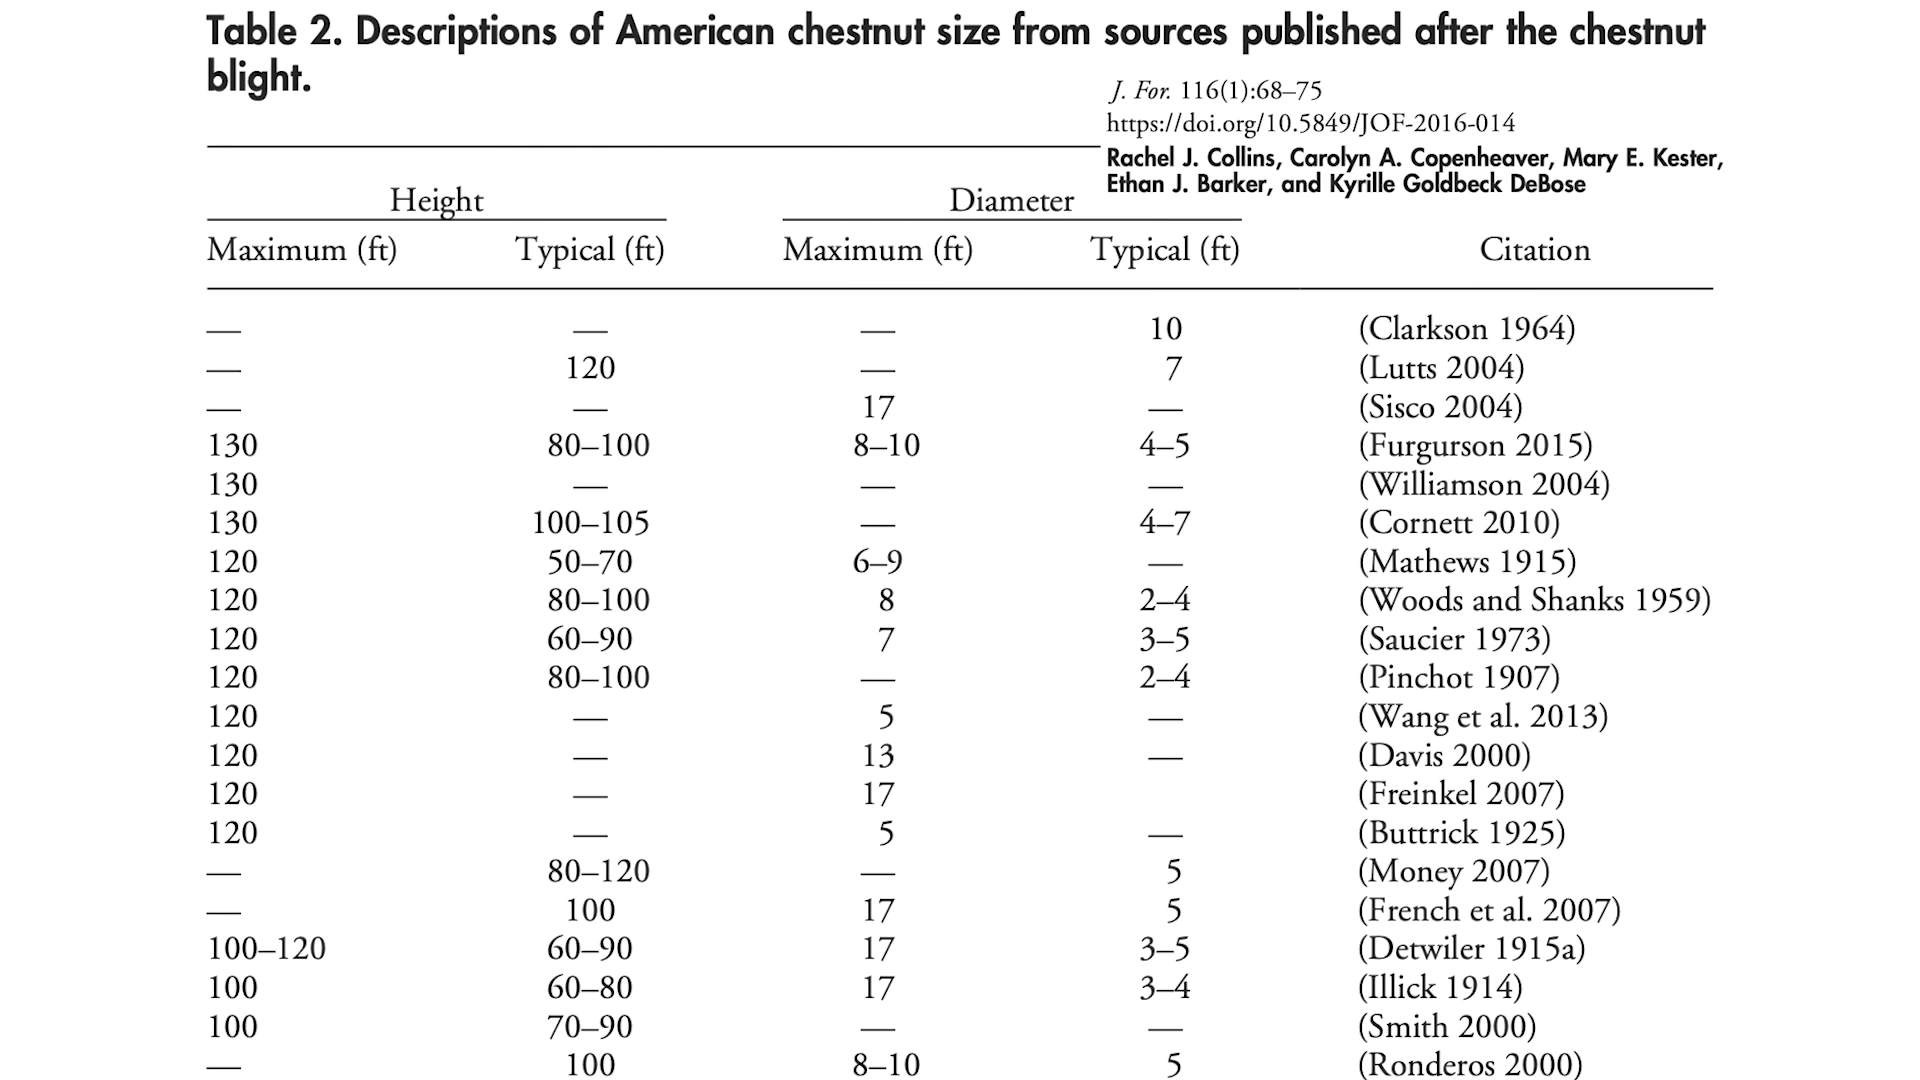 Table 2. Descriptions of American chestnut size from sources published after the chestnut
blight.
J. For. 116(1):68–75
https://doi.org/10.5849/JOF-2016-014
Rachel J. Collins, Carolyn A. Copenheaver, Mary E. Kester,
Ethan J. Barker, and Kyrille Goldbeck DeBose
Height Diameter
Maximum (ft) Typical (ft) Maximum (ft) Typical (ft) Citation
— — — 10 (Clarkson 1964)
— 120 — 7 (Lutts 2004)
— — 17 — (Sisco 2004)
130 80–100 8–10 4–5 (Furgurson 2015)
130 — — — (Williamson 2004)
130 100–105 — 4–7 (Cornett 2010)
120 50–70 6–9 — (Mathews 1915)
120 80–100 8 2–4 (Woods and Shanks 1959)
120 60–90 7 3–5 (Saucier 1973)
120 80–100 — 2–4 (Pinchot 1907)
120 — 5 — (Wang et al. 2013)
120 — 13 — (Davis 2000)
120 — 17 (Freinkel 2007)
120 — 5 — (Buttrick 1925)
— 80–120 — 5 (Money 2007)
— 100 17 5 (French et al. 2007)
100–120 60–90 17 3–5 (Detwiler 1915a)
100 60–80 17 3–4 (Illick 1914)
100 70–90 — — (Smith 2000)
— 100 8–10 5 (Ronderos 2000)